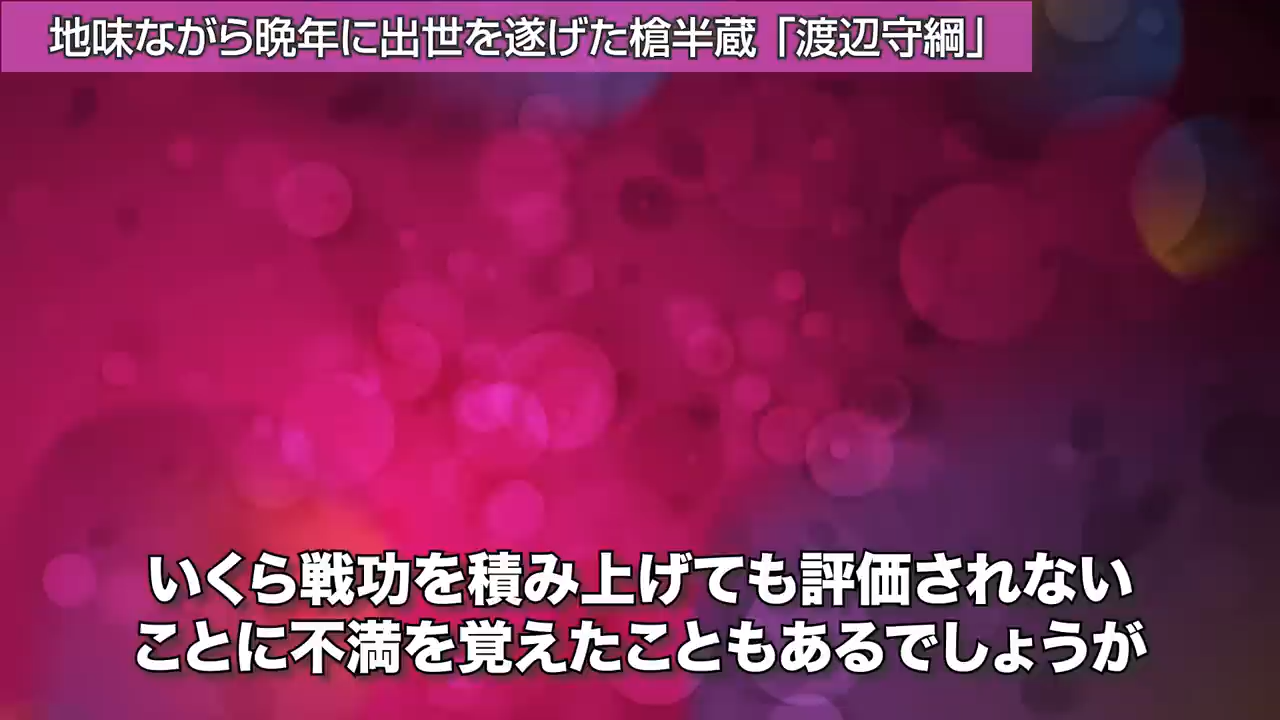 地味ながら晩年に出世を遂げた槍半蔵「渡辺守綱」
いくら戦功を積み上げても評価されない
ことに不満を覚えたこともあるでしょうが